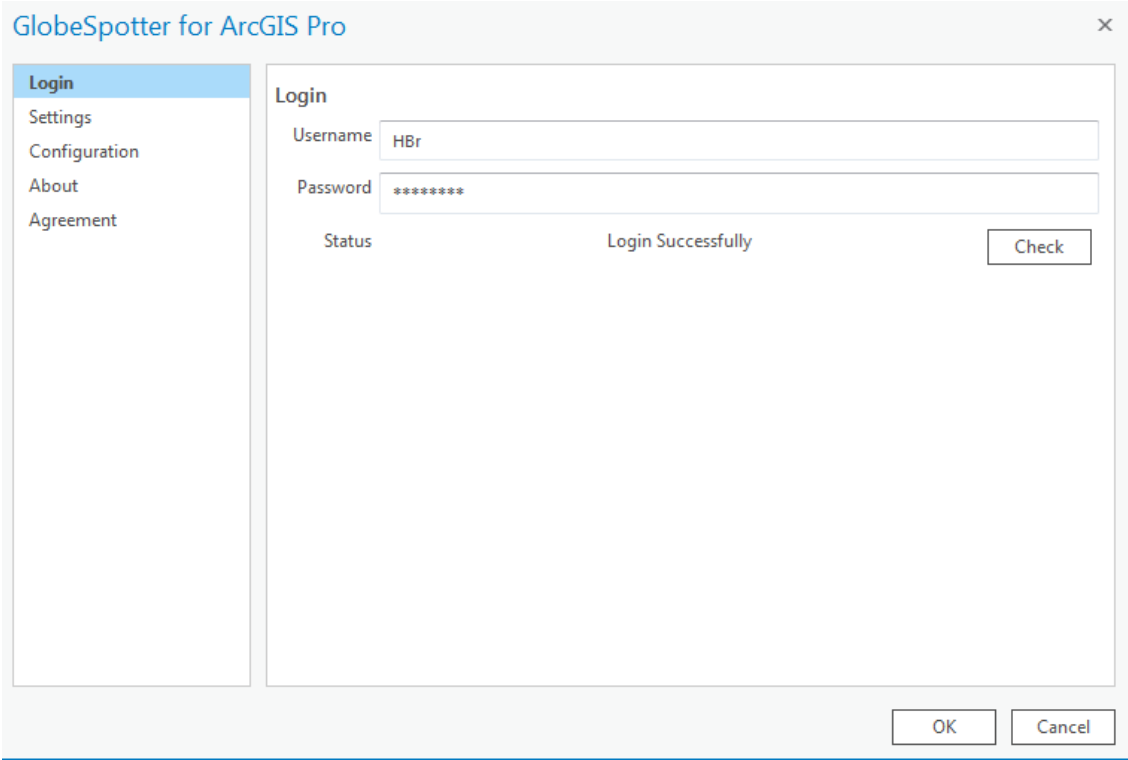 GlobeSpotter for ArcGIS Pro
Login
Settings
Configuration
About
Agreement
Login
Username HBr
Password ********
Status Login Successfully Check
OK Cancel